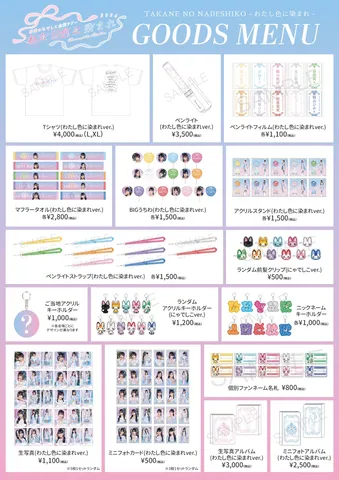 TAKANE NO NADESHIKO -わたし色に染まれ-
GOODS MENU
2024
わたし色に染まれ
SAMPLE
Tシャツ(わたし色に染まれver.)
¥4,000(税込)(L,XL)
ペンライト
(わたし色に染まれver.)
¥3,500(税込)
ペンライトフィルム(わたし色に染まれver.)
各¥1,100(税込)
マフラータオル(わたし色に染まれver.)
各¥2,800(税込)
BIGうちわ(わたし色に染まれver.)
各¥1,500(税込)
アクリルスタンド(わたし色に染まれver.)
各¥1,500(税込)
ペンライトストラップ(わたし色に染まれver.) 各¥1,500(税込)
ランダム前髪クリップ(にゃでしこver.)
¥500(税込)
ご当地アクリル
キーホルダー
¥1,000(税込)
ランダム
アクリルキーホルダー
(にゃでしこver.)
¥1,200(税込)
ニックネーム
キーホルダー
各¥1,000(税込)
個別ファンネーム名札 ¥800(税込)
生写真(わたし色に染まれver.)
¥1,100(税込)
ミニフォトカード(わたし色に染まれver.)
¥500(税込)
生写真アルバム
(わたし色に染まれver.)
¥3,000(税込)
ミニフォトアルバム
(わたし色に染まれver.)
¥2,500(税込)